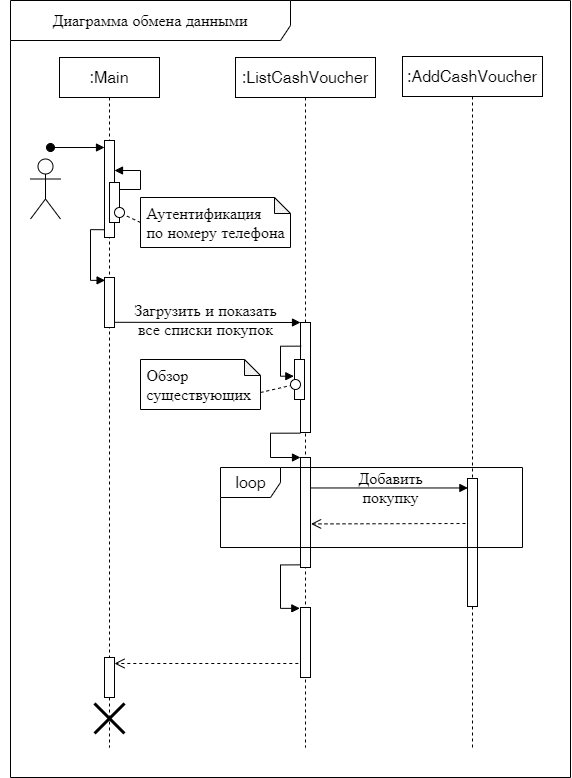 Диаграмма обмена данными
:Main
:ListCashVoucher
:AddCashVoucher
Аутентификация
по номеру телефона
Загрузить и показать
все списки покупок
Обзор
существующих
loop
Добавить
покупку